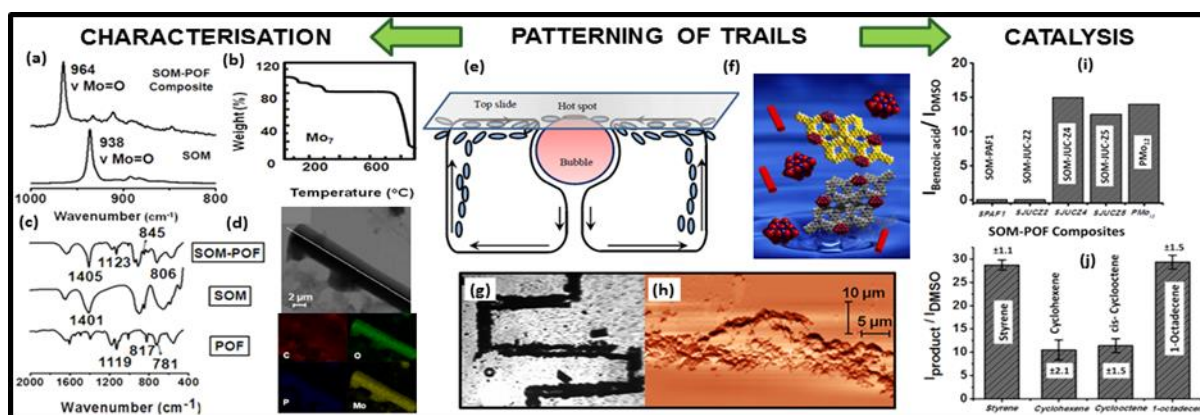 CHARACTERISATION
PATTERNING OF TRAILS
CATALYSIS
(a)
964
ν Mo=O
SOM-POF
Composite
938
ν Mo=O
SOM
1000
900
800
Wavenumber (cm⁻¹)
(b)
Weight(%)
120
80
40
0
Mo₇
0
200
600
Temperature (°C)
(c)
845
SOM-POF
1405
1123
806
SOM
1401
POF
1119
817
781
2000
1600
1200
800
400
Wavenumber (cm⁻¹)
(d)
2 μm
C
O
P
Mo
(e)
Top slide
Hot spot
Bubble
(f)
(g)
(h)
10 μm
5 μm
(i)
I Benzoic acid/ I DMSO
20
15
10
5
0
SOM-PAF1
SOM-JUC-Z2
SOM-JUC-Z4
SOM-JUC-Z5
PMo₁₂
SPAF1
SJUCZ2
SJUCZ4
SJUCZ5
PMo₁₂
SOM-POF Composites
(j)
I product / I DMSO
30
25
20
15
10
5
0
±1.1
Styrene
Cyclohexene
±2.1
cis- Cyclooctene
±1.5
±1.5
1-Octadecene
Styrene
Cyclohexene
Cyclooctene
1-octadecene